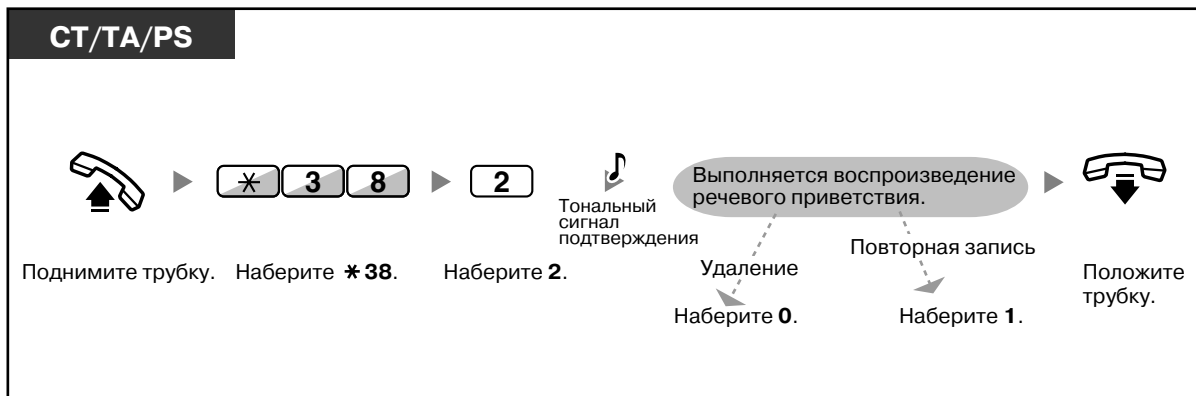 CT/TA/PS
✳ 3 8
2
Тональный
сигнал
подтверждения
Выполняется воспроизведение
речевого приветствия.
Поднимите трубку.
Наберите ✳38.
Наберите 2.
Удаление
Наберите 0.
Повторная запись
Наберите 1.
Положите
трубку.